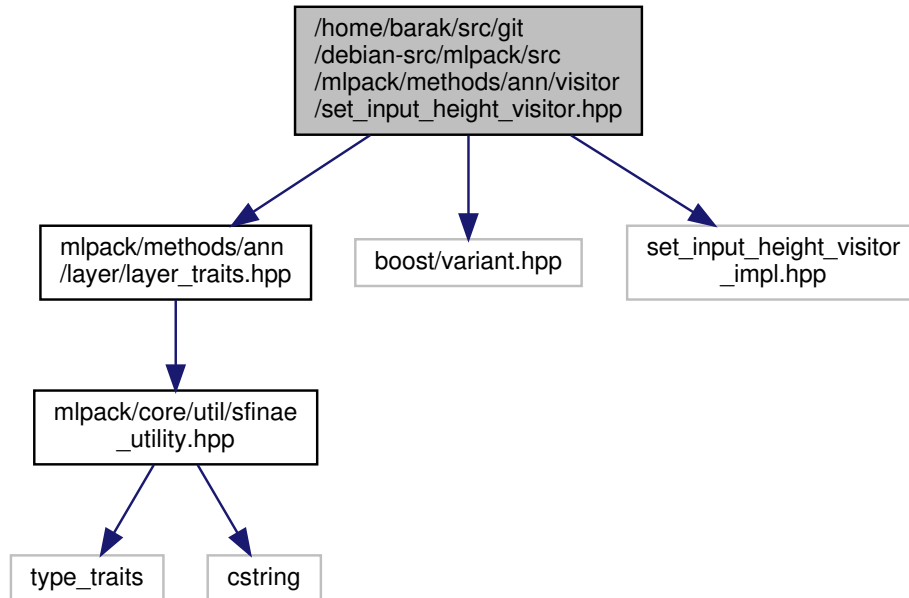 /home/barak/src/git
/debian-src/mlpack/src
/mlpack/methods/ann/visitor
/set_input_height_visitor.hpp
mlpack/methods/ann
/layer/layer_traits.hpp
boost/variant.hpp
set_input_height_visitor
_impl.hpp
mlpack/core/util/sfinae
_utility.hpp
type_traits
cstring